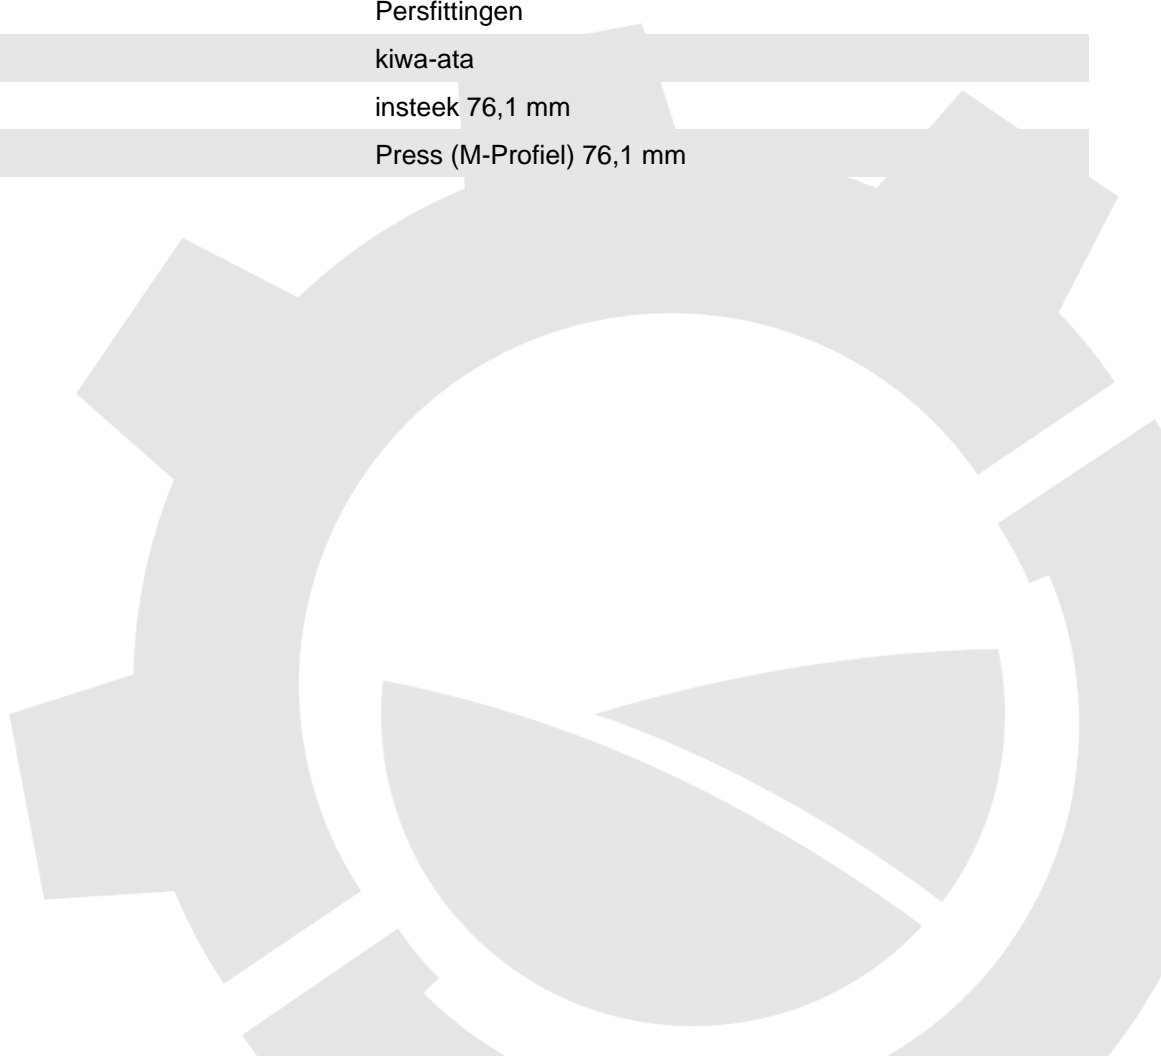 Persfittingen
kiwa-ata
insteek 76,1 mm
Press (M-Profiel) 76,1 mm